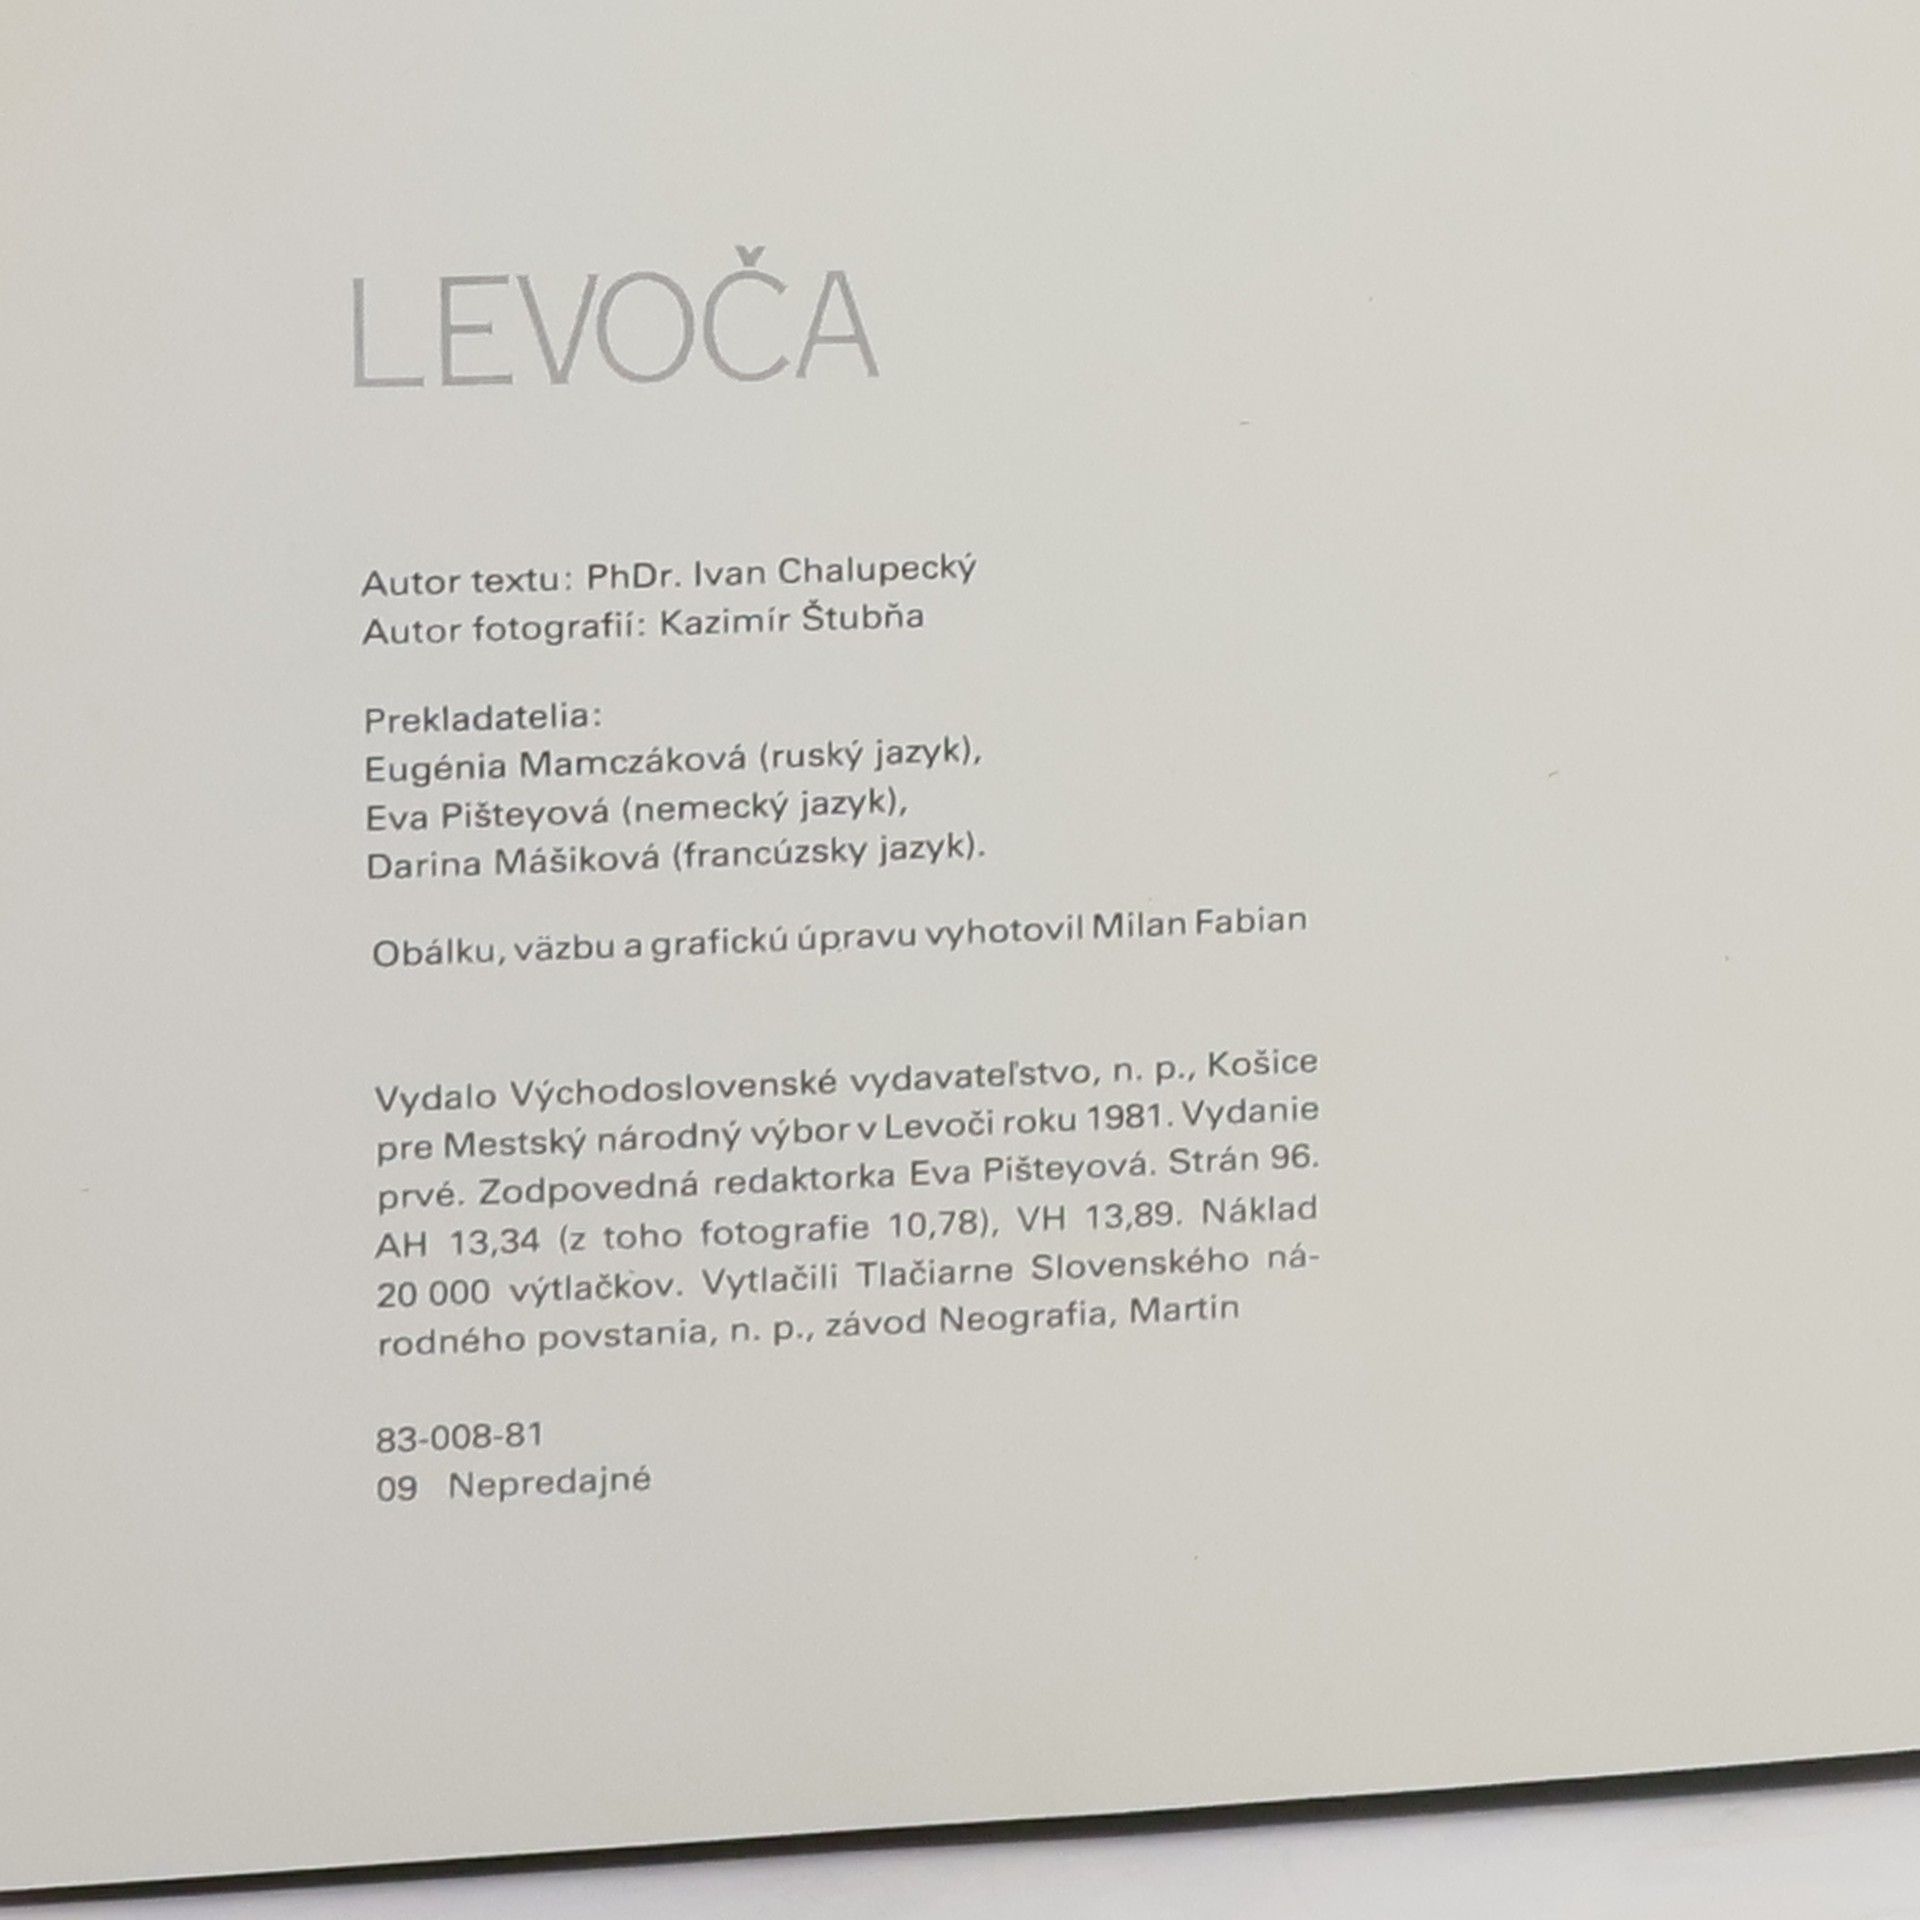 LEVOČA
Autor textu: PhDr. Ivan Chalupecký
Autor fotografií: Kazimír Štubňa
Prekladatelia:
Eugénia Mamczáková (ruský jazyk),
Eva Pišteyová (nemecký jazyk),
Darina Mášiková (francúzsky jazyk).
Obálku, väzbu a grafickú úpravu vyhotovil Milan Fabian
Vydalo Východoslovenské vydavateľstvo, n. p., Košice
pre Mestský národný výbor v Levoči roku 1981. Vydanie
prvé. Zodpovedná redaktorka Eva Pišteyová. Strán 96.
AH 13,34 (z toho fotografie 10,78), VH 13,89. Náklad
20 000 výtlačkov. Vytlačili Tlačiarne Slovenského ná-
rodného povstania, n. p., závod Neografia, Martin
83-008-81
09 Nepredajné